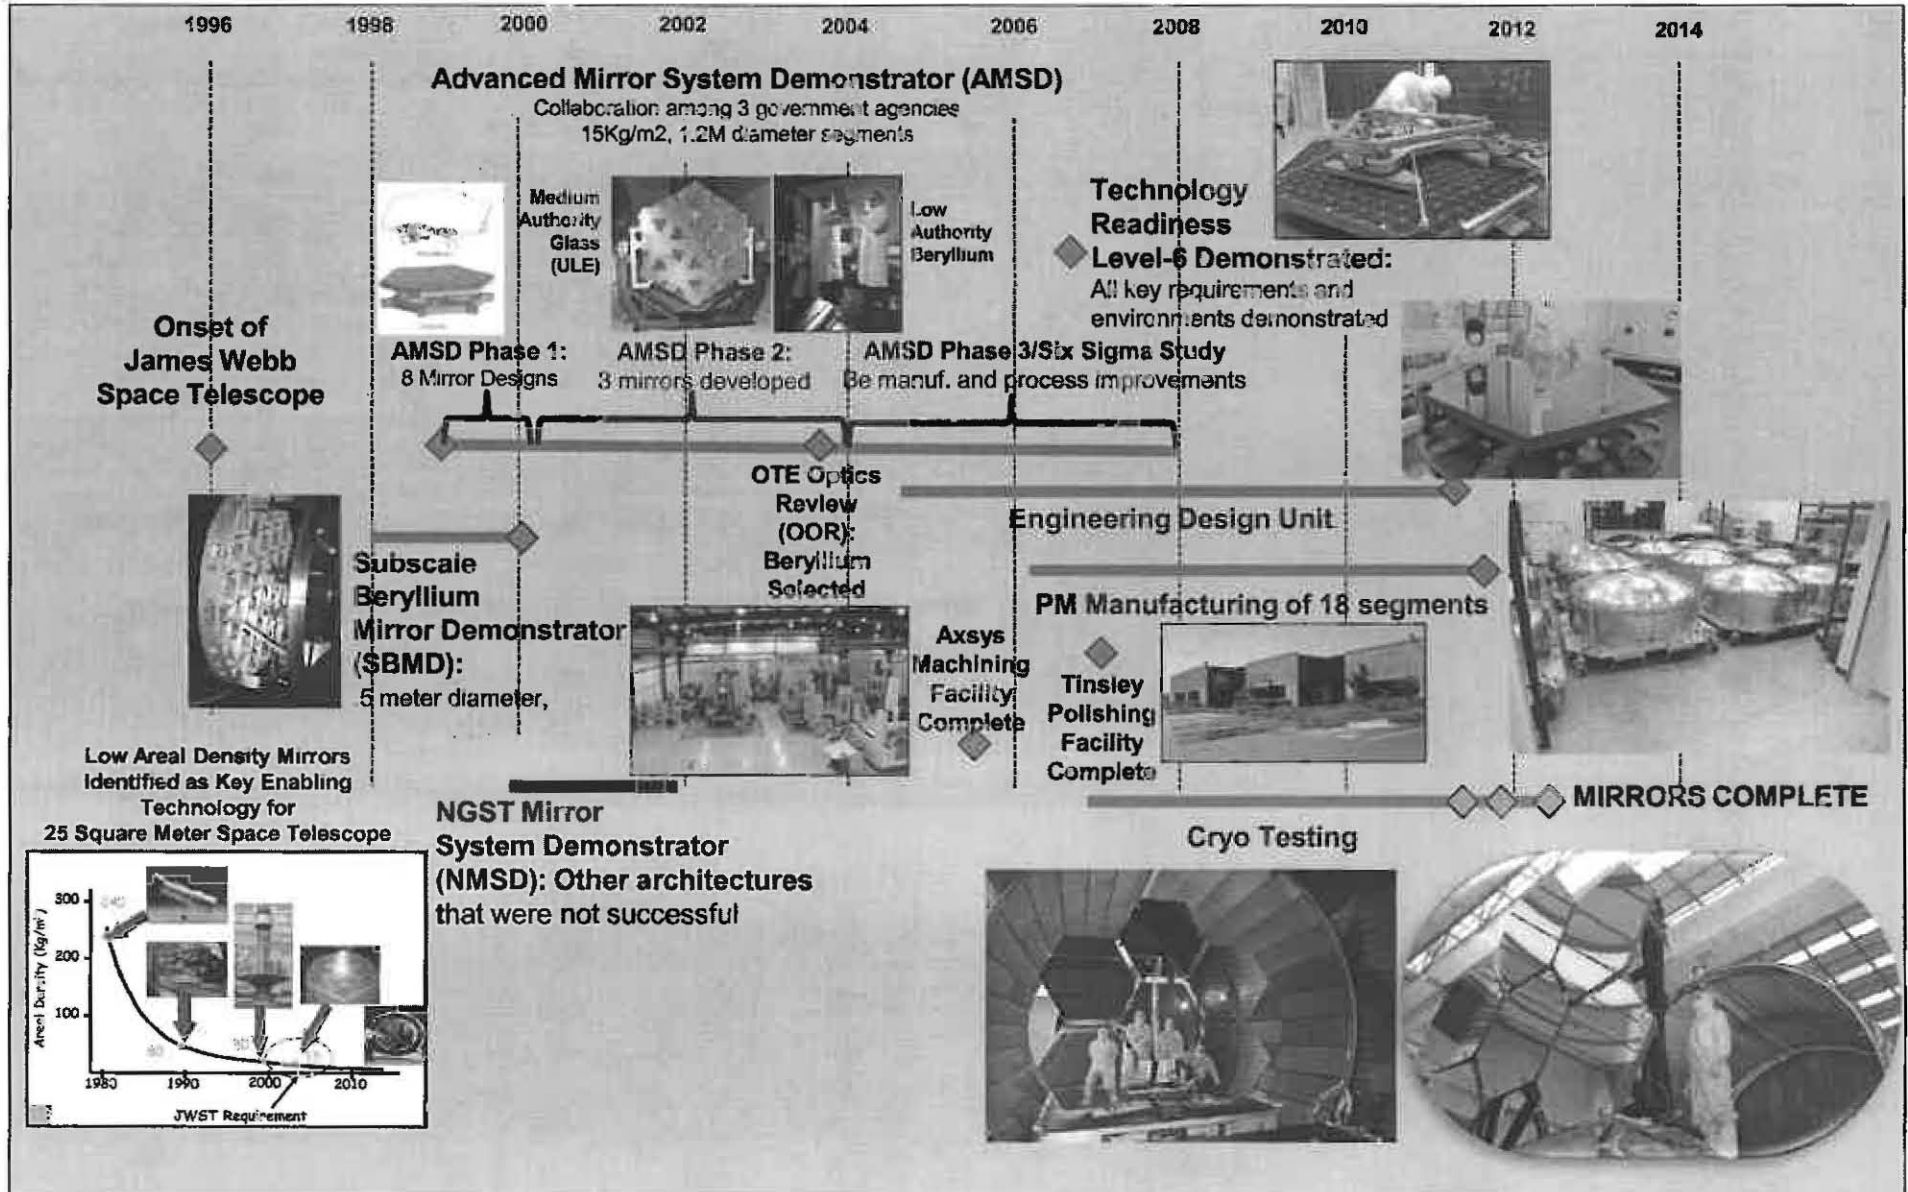 1996 1998 2000 2002 2004 2006 2008 2010 2012 2014
Advanced Mirror System Demonstrator (AMSD)
Collaboration among 3 government agencies
15Kg/m2, 1.2M diameter segments
Medium
Authority
Glass
(ULE)
Low
Authority
Beryllium
Technology
Readiness
Level-6 Demonstrated:
All key requirements and
environments demonstrated
Onset of
James Webb
Space Telescope
AMSD Phase 1:
8 Mirror Designs
AMSD Phase 2:
3 mirrors developed
AMSD Phase 3/Six Sigma Study
Be manuf. and process improvements
OTE Optics
Review
(OOR):
Beryllium
Selected
Engineering Design Unit
Subscale
Beryllium
Mirror Demonstrator
(SBMD):
.5 meter diameter,
PM Manufacturing of 18 segments
Axsys
Machining
Facility
Complete
Tinsley
Polishing
Facility
Complete
Low Areal Density Mirrors
Identified as Key Enabling
Technology for
25 Square Meter Space Telescope
NGST Mirror
System Demonstrator
(NMSD): Other architectures
that were not successful
MIRRORS COMPLETE
Cryo Testing
Areal Density (Kg/m²)
300
200
100
240
60
30
1980 1990 2000 2010
JWST Requirement